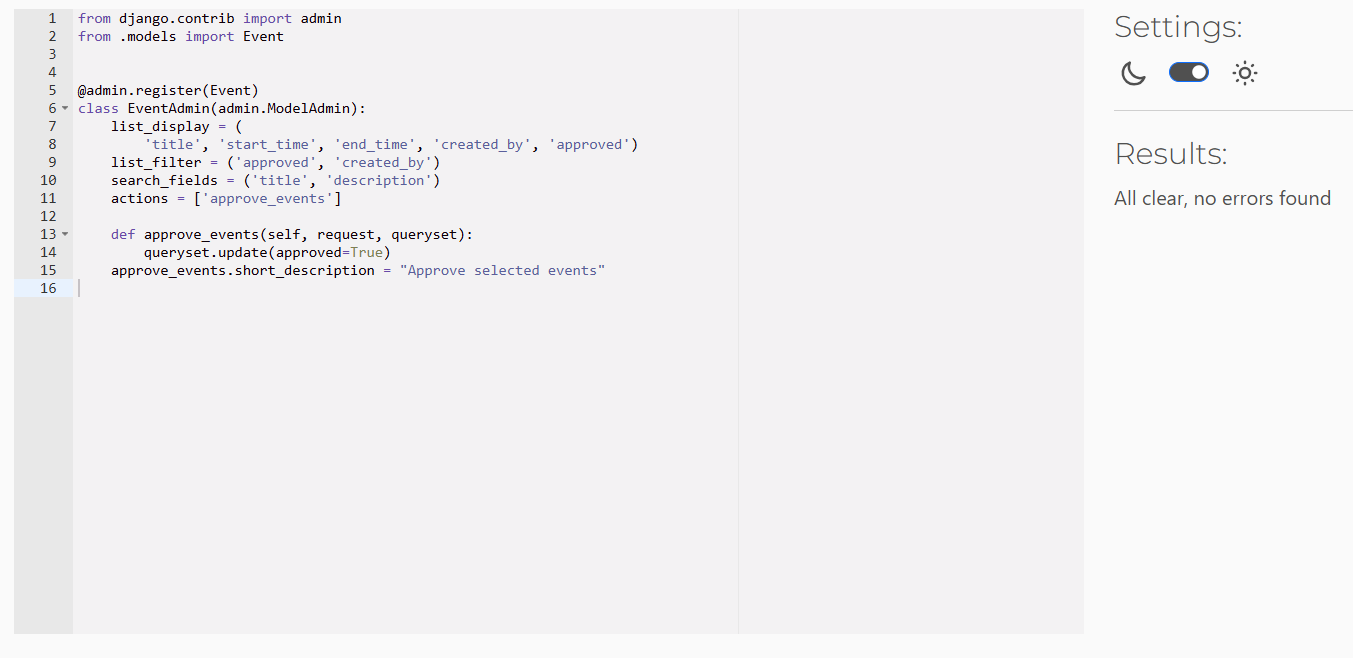 1 from django.contrib import admin
2 from .models import Event
3
4
5 @admin.register(Event)
6 class EventAdmin(admin.ModelAdmin):
7     list_display = (
8         'title', 'start_time', 'end_time', 'created_by', 'approved')
9     list_filter = ('approved', 'created_by')
10     search_fields = ('title', 'description')
11     actions = ['approve_events']
12
13     def approve_events(self, request, queryset):
14         queryset.update(approved=True)
15     approve_events.short_description = "Approve selected events"
16
Settings:
Results:
All clear, no errors found